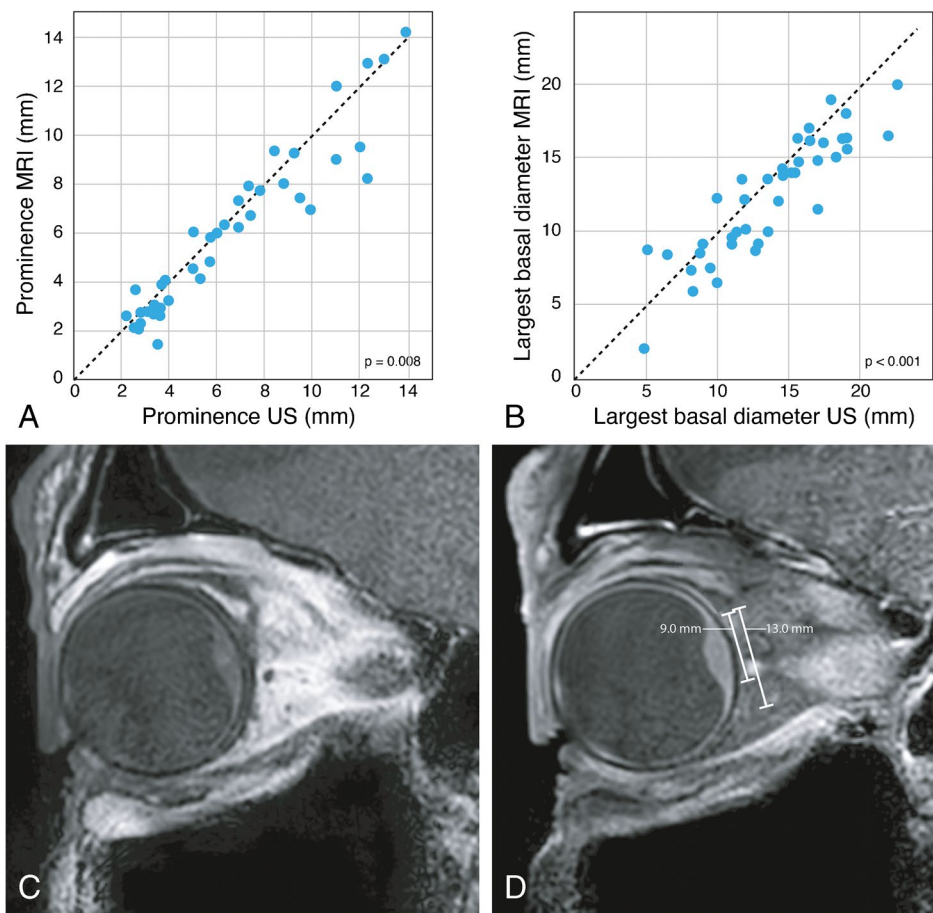 14
12
10
8
6
4
2
0
0
2
4
6
8
10
12
14
Prominence MRI (mm)
Prominence US (mm)
p = 0.008
A
20
15
10
5
0
0
5
10
15
20
Largest basal diameter MRI (mm)
Largest basal diameter US (mm)
p < 0.001
B
C
9.0 mm
13.0 mm
D